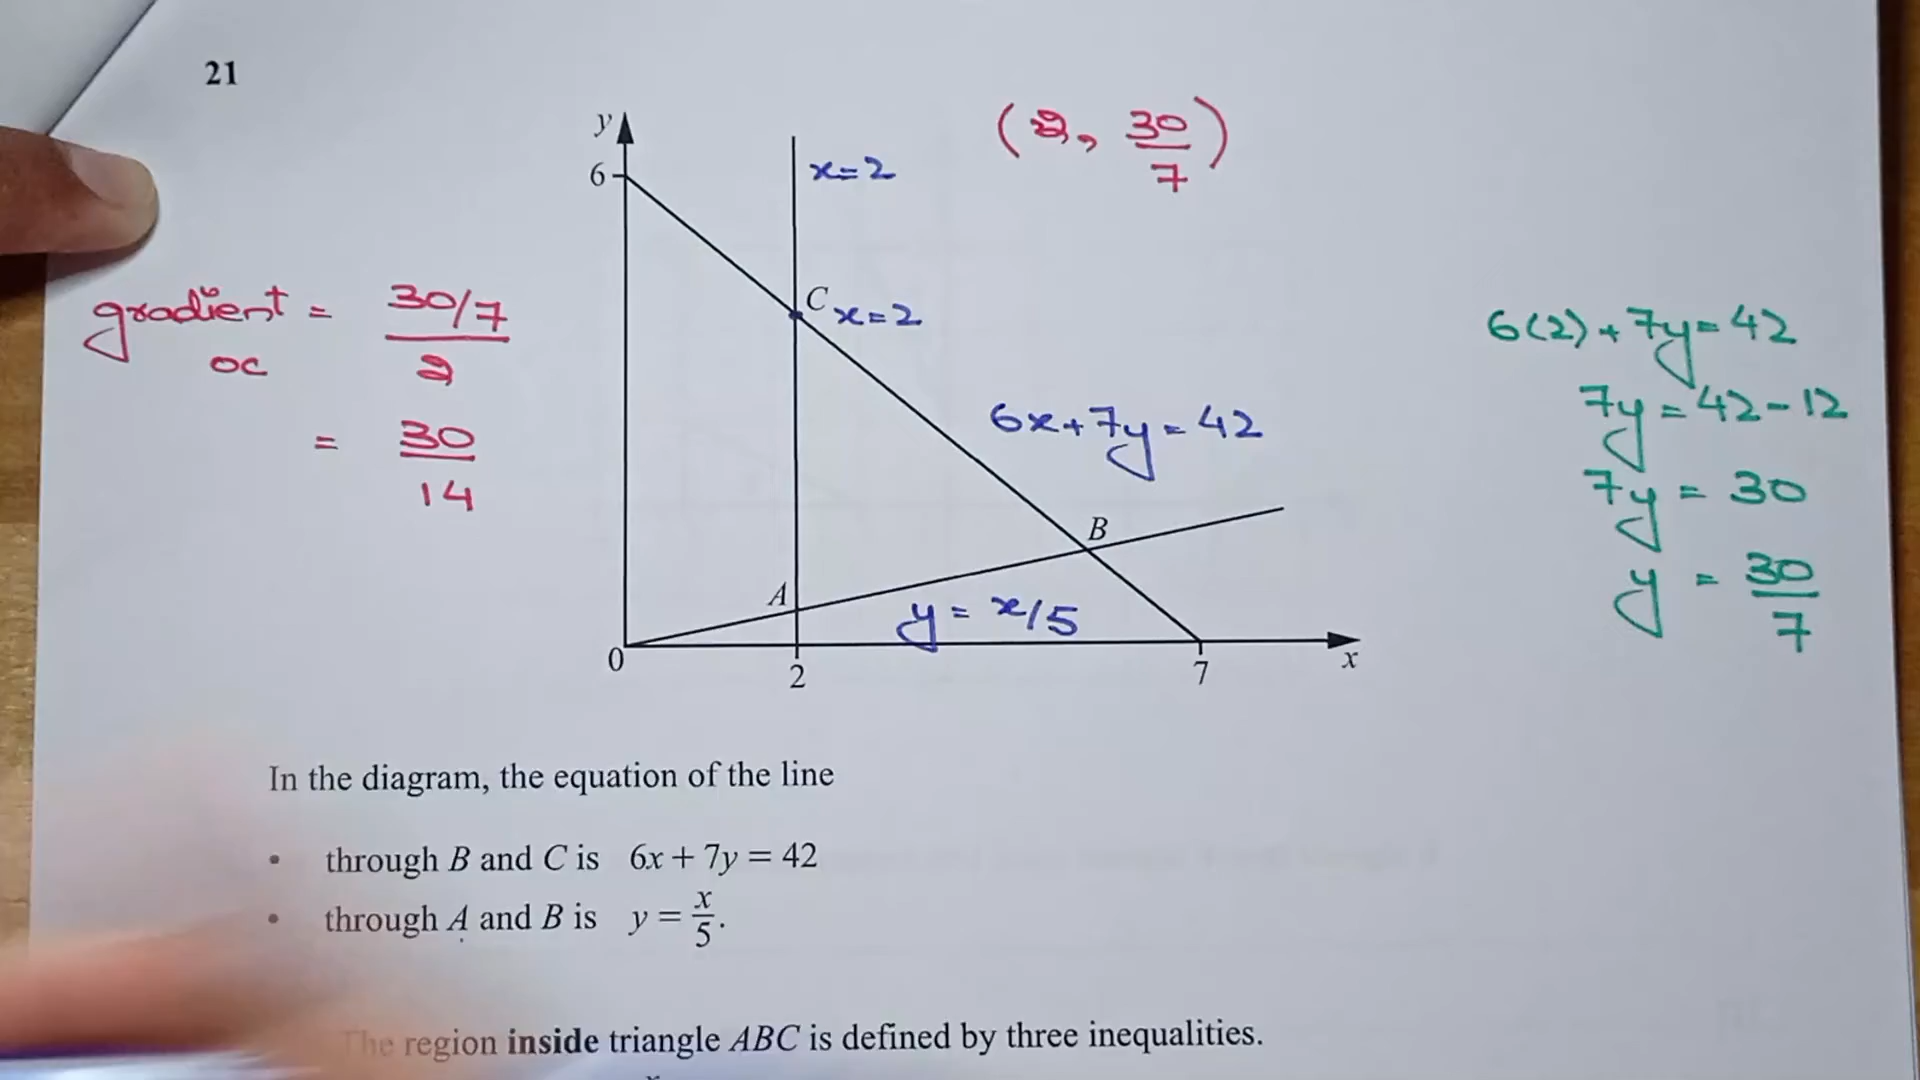 21
y
6
x=2
(2, 30/7)
C x=2
gradient OC = 30/7 / 2
= 30/14
6x+7y=42
6(2)+7y=42
7y=42-12
7y = 30
y = 30/7
B
A
y = x/5
0
2
7
x
In the diagram, the equation of the line
• through B and C is 6x + 7y = 42
• through A and B is y = x/5.
The region inside triangle ABC is defined by three inequalities.